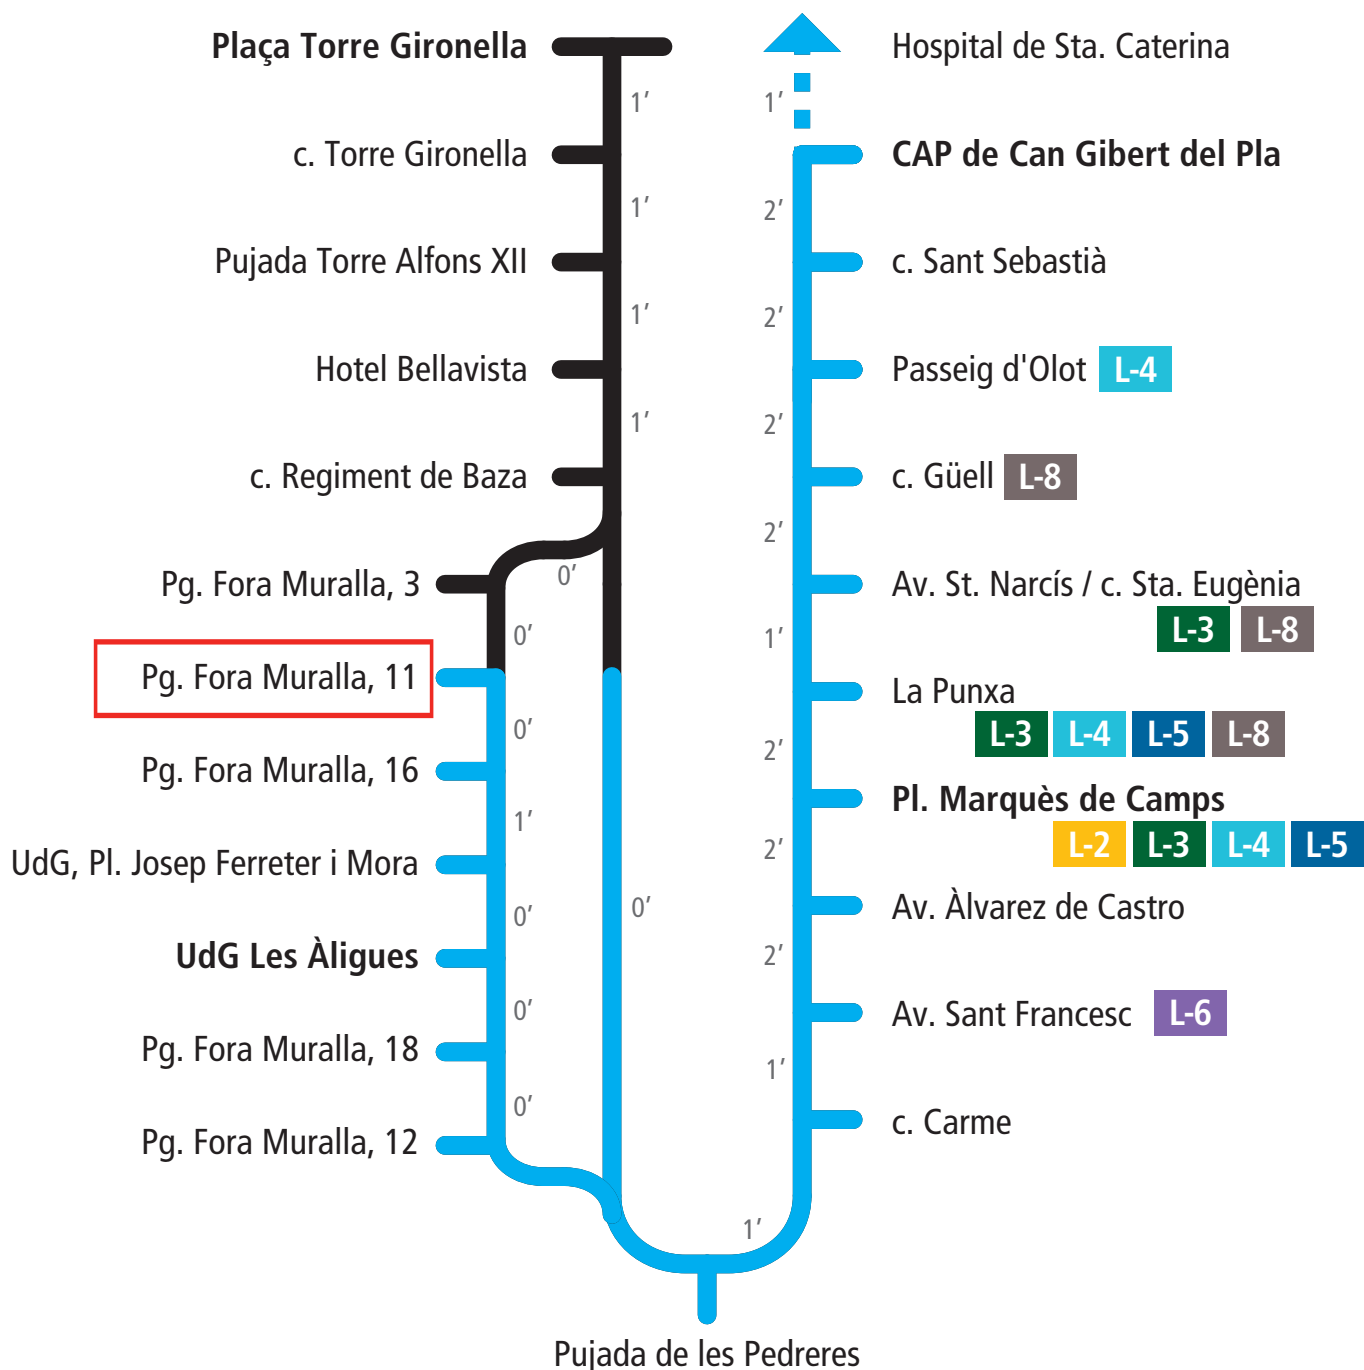 Plaça Torre Gironella
1’
c. Torre Gironella
1’
Pujada Torre Alfons XII
1’
Hotel Bellavista
1’
c. Regiment de Baza
0’
Pg. Fora Muralla, 3
0’
Pg. Fora Muralla, 11
0’
Pg. Fora Muralla, 16
1’
UdG, Pl. Josep Ferreter i Mora
0’
UdG Les Àligues
0’
Pg. Fora Muralla, 18
0’
Pg. Fora Muralla, 12
0’
Pujada de les Pedreres
1’
c. Carme
1’
Av. Sant Francesc L-6
2’
Av. Àlvarez de Castro
2’
Pl. Marquès de Camps
L-2 L-3 L-4 L-5
2’
La Punxa
L-3 L-4 L-5 L-8
1’
Av. St. Narcís / c. Sta. Eugènia
L-3 L-8
2’
c. Güell L-8
2’
Passeig d'Olot L-4
2’
c. Sant Sebastià
2’
CAP de Can Gibert del Pla
1’
Hospital de Sta. Caterina